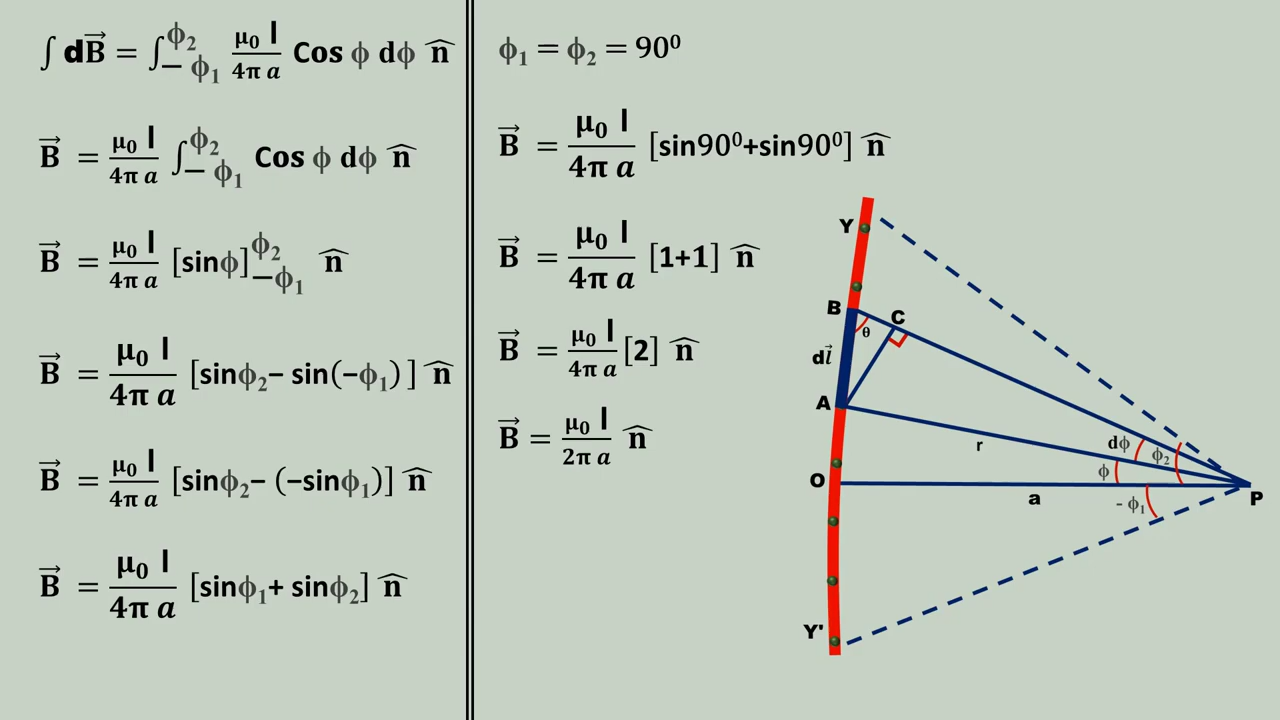 ∫ dB⃗ = ∫₋ϕ₁^ϕ₂ μ₀ I / 4π a Cos ϕ dϕ n̂
B⃗ = μ₀ I / 4π a ∫₋ϕ₁^ϕ₂ Cos ϕ dϕ n̂
B⃗ = μ₀ I / 4π a [sinϕ]₋ϕ₁^ϕ₂ n̂
B⃗ = μ₀ I / 4π a [sinϕ₂− sin(−ϕ₁)] n̂
B⃗ = μ₀ I / 4π a [sinϕ₂− (−sinϕ₁)] n̂
B⃗ = μ₀ I / 4π a [sinϕ₁+ sinϕ₂] n̂
ϕ₁ = ϕ₂ = 90⁰
B⃗ = μ₀ I / 4π a [sin90⁰+sin90⁰] n̂
B⃗ = μ₀ I / 4π a [1+1] n̂
B⃗ = μ₀ I / 4π a [2] n̂
B⃗ = μ₀ I / 2π a n̂
Y
B
C
θ
dl⃗
A
r
dϕ
ϕ₂
ϕ
O
a
- ϕ₁
P
Y'